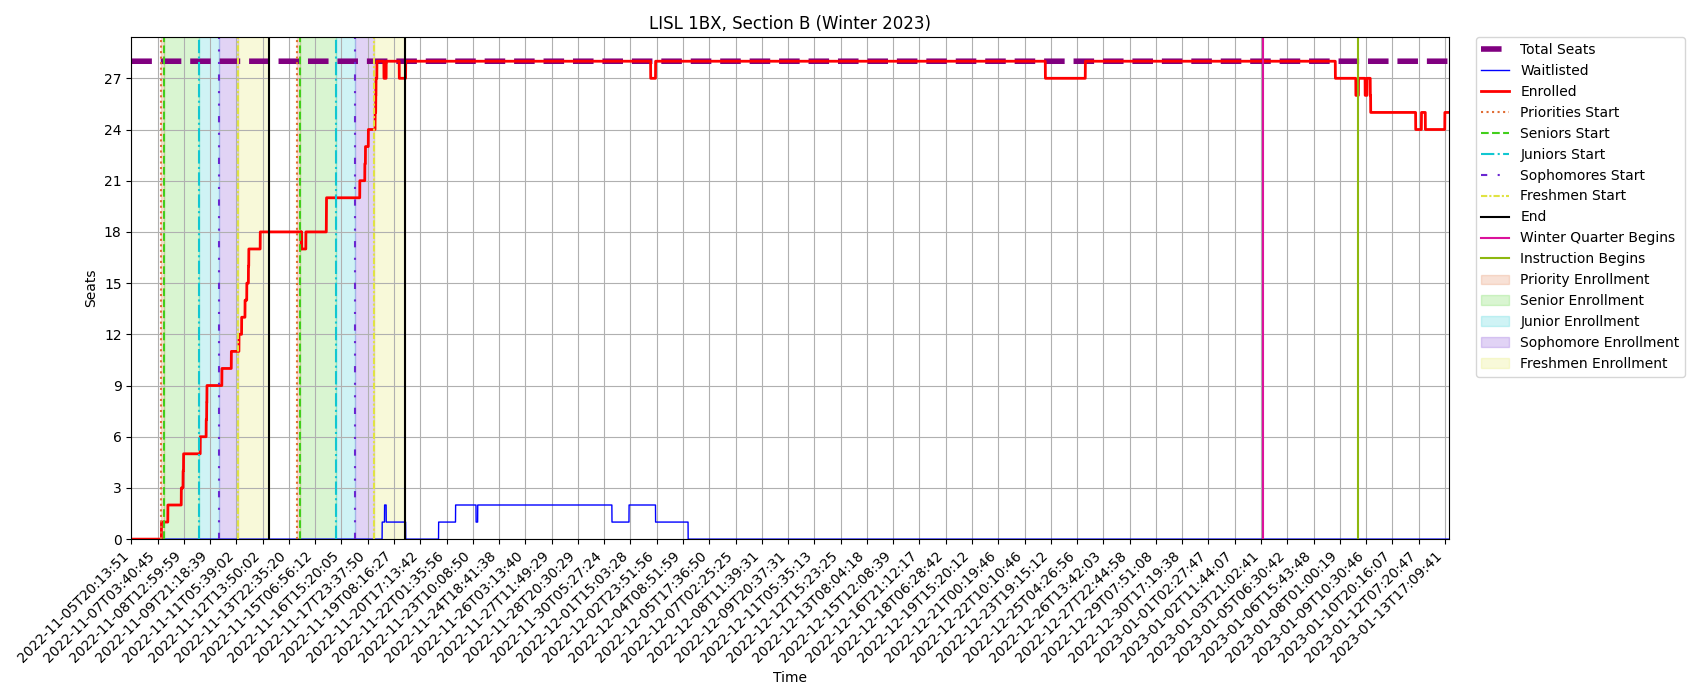 LISL 1BX, Section B (Winter 2023)
Seats
27
24
21
18
15
12
9
6
3
0
2022-11-05T20:13:51
2022-11-07T03:40:45
2022-11-08T12:59:59
2022-11-09T21:18:39
2022-11-11T05:39:02
2022-11-12T13:50:02
2022-11-13T22:35:20
2022-11-15T06:56:12
2022-11-16T15:20:05
2022-11-17T23:37:50
2022-11-19T08:16:27
2022-11-20T17:13:42
2022-11-22T01:35:56
2022-11-23T10:08:50
2022-11-24T18:41:38
2022-11-26T03:13:40
2022-11-27T11:49:29
2022-11-28T20:30:29
2022-11-30T05:27:24
2022-12-01T15:03:28
2022-12-02T23:51:56
2022-12-04T08:51:59
2022-12-05T17:36:50
2022-12-07T02:25:25
2022-12-08T11:39:31
2022-12-09T20:37:31
2022-12-11T05:35:13
2022-12-12T15:23:25
2022-12-13T08:04:18
2022-12-15T12:08:39
2022-12-16T21:12:17
2022-12-18T06:28:42
2022-12-19T15:20:12
2022-12-21T00:19:46
2022-12-22T10:10:46
2022-12-23T19:15:12
2022-12-25T04:26:56
2022-12-26T13:42:03
2022-12-27T22:44:58
2022-12-29T07:51:08
2022-12-30T17:19:38
2023-01-01T02:27:47
2023-01-02T11:44:07
2023-01-03T21:02:41
2023-01-05T06:30:42
2023-01-06T15:43:48
2023-01-08T01:00:19
2023-01-09T10:30:46
2023-01-10T20:16:07
2023-01-12T07:20:47
2023-01-13T17:09:41
Time
Total Seats
Waitlisted
Enrolled
Priorities Start
Seniors Start
Juniors Start
Sophomores Start
Freshmen Start
End
Winter Quarter Begins
Instruction Begins
Priority Enrollment
Senior Enrollment
Junior Enrollment
Sophomore Enrollment
Freshmen Enrollment